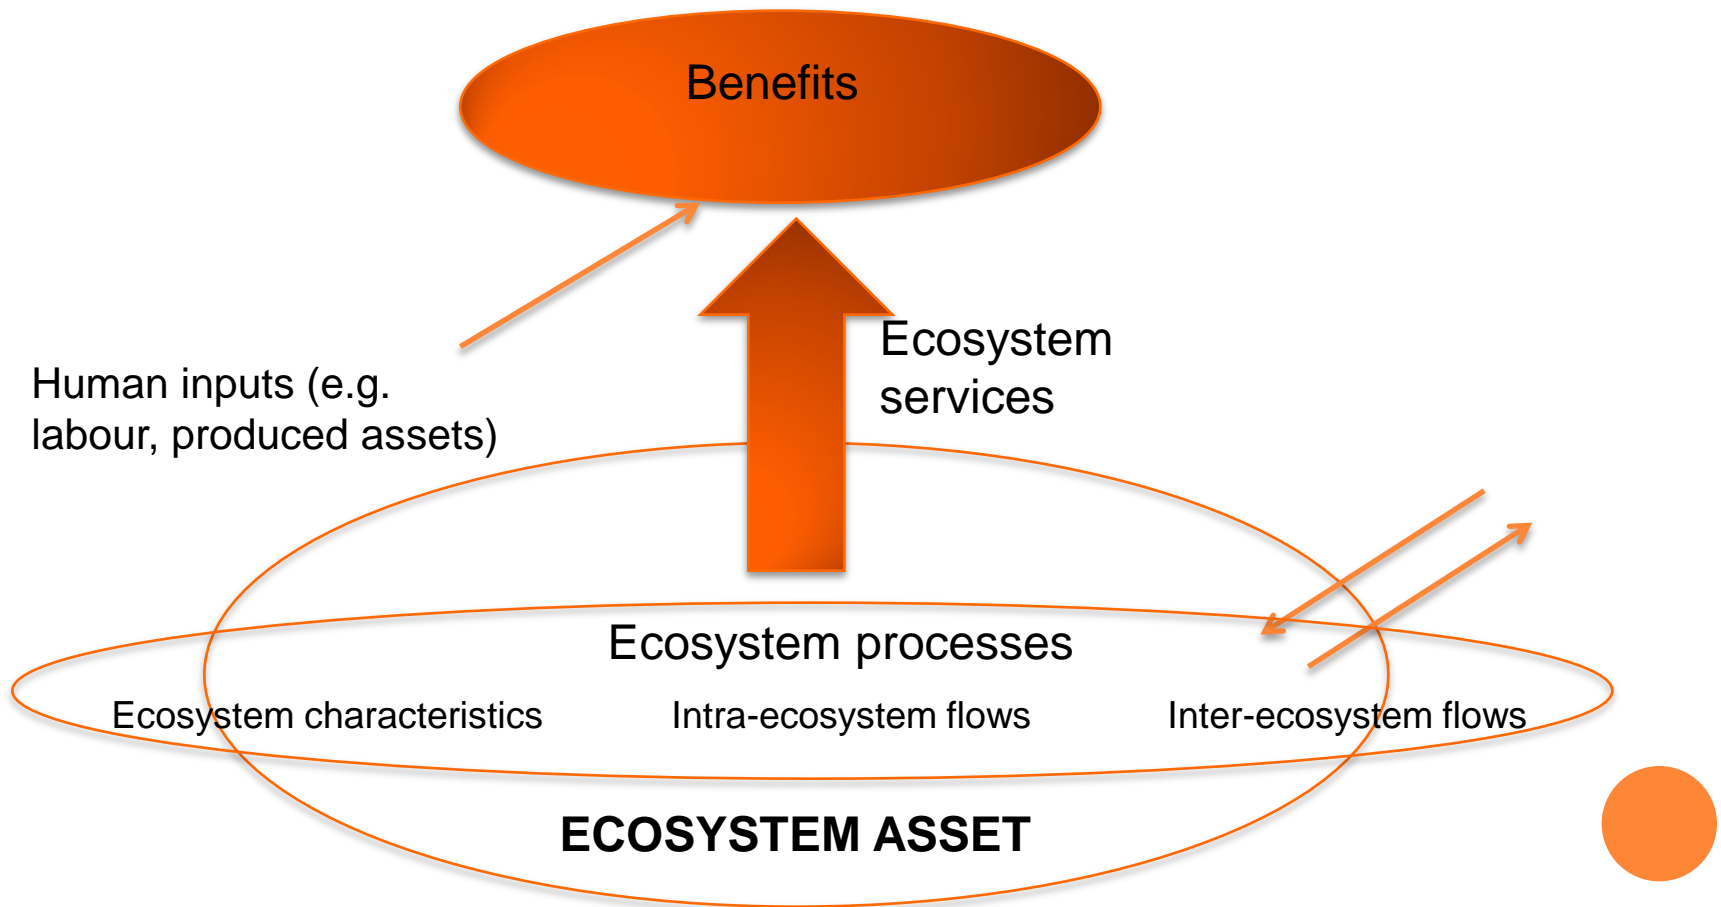 Benefits
Ecosystem
services
Human inputs (e.g.
labour, produced assets)
Ecosystem processes
Ecosystem characteristics
Intra-ecosystem flows
Inter-ecosystem flows
ECOSYSTEM ASSET